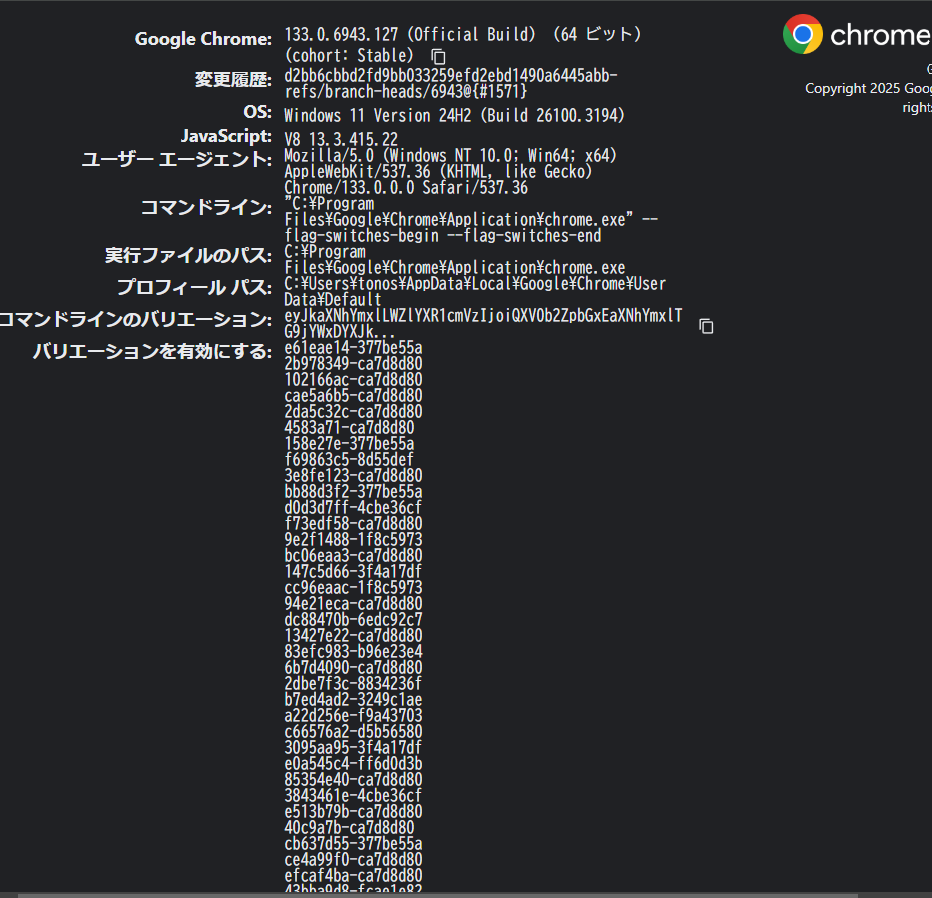 Google Chrome: 133.0.6943.127 (Official Build) (64 ビット)
(cohort: Stable)
変更履歴: d2bb6cbbd2fd9bb033259efd2ebd1490a6445abb-
refs/branch-heads/6943@{#1571}
OS: Windows 11 Version 24H2 (Build 26100.3194)
JavaScript: V8 13.3.415.22
ユーザー エージェント: Mozilla/5.0 (Windows NT 10.0; Win64; x64)
AppleWebKit/537.36 (KHTML, like Gecko)
Chrome/133.0.0.0 Safari/537.36
コマンドライン: "C:¥Program
Files¥Google¥Chrome¥Application¥chrome.exe" --
flag-switches-begin --flag-switches-end
実行ファイルのパス: C:¥Program
Files¥Google¥Chrome¥Application¥chrome.exe
プロフィール パス: C:¥Users¥tonos¥AppData¥Local¥Google¥Chrome¥User
Data¥Default
コマンドラインのバリエーション: eyJkaXNhYmxlLWZlYXR1cmVzIjoiQXV0b2ZpbGxEaXNhYmxlT
G9jYWxDYXJk...
バリエーションを有効にする: e61eae14-377be55a
2b978349-ca7d8d80
102166ac-ca7d8d80
cae5a6b5-ca7d8d80
2da5c32c-ca7d8d80
4583a71-ca7d8d80
158e27e-377be55a
f69863c5-8d55def
3e8fe123-ca7d8d80
bb88d3f2-377be55a
d0d3d7ff-4cbe36cf
f73edf58-ca7d8d80
9e2f1488-1f8c5973
bc06eaa3-ca7d8d80
147c5d66-3f4a17df
cc96eaac-1f8c5973
94e21eca-ca7d8d80
dc88470b-6edc92c7
13427e22-ca7d8d80
83efc983-b96e23e4
6b7d4090-ca7d8d80
2dbe7f3c-8834236f
b7ed4ad2-3249c1ae
a22d256e-f9a43703
c66576a2-d5b56580
3095aa95-3f4a17df
e0a545c4-ff6d0d3b
85354e40-ca7d8d80
3843461e-4cbe36cf
e513b79b-ca7d8d80
40c9a7b-ca7d8d80
cb637d55-377be55a
ce4a99f0-ca7d8d80
efcaf4ba-ca7d8d80
chrome
G
Copyright 2025 Goog
rights